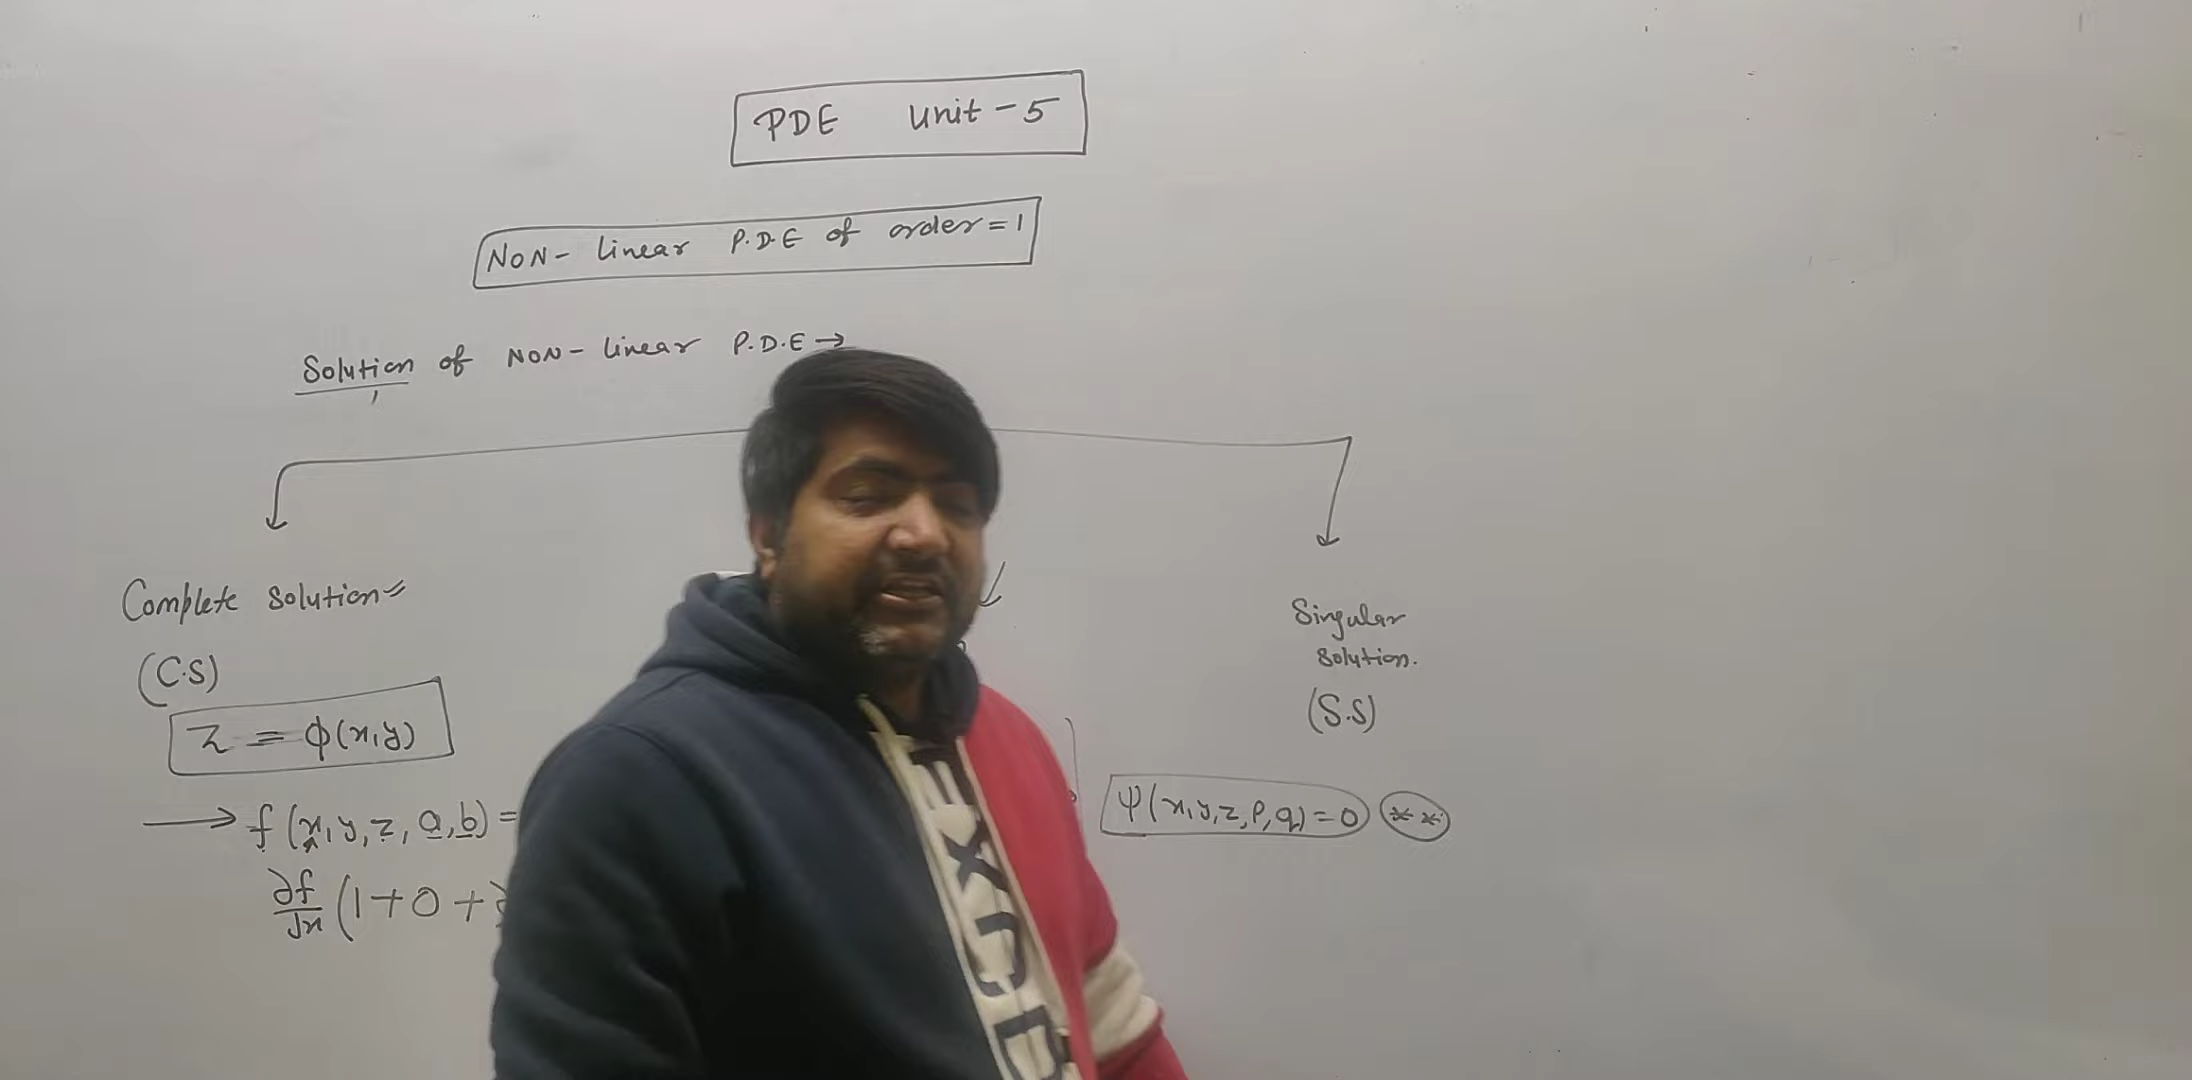 PDE Unit-5
NON-linear P.D.E of order=1
Solution of NON-linear P.D.E→
Complete Solution
(C.S)
Z = ϕ(x,y)
→ f(x,y,z,a,b)=
∂f/∂x (1+0+
Singular
Solution.
(S.S)
ψ(x,y,z,p,q)=0 **